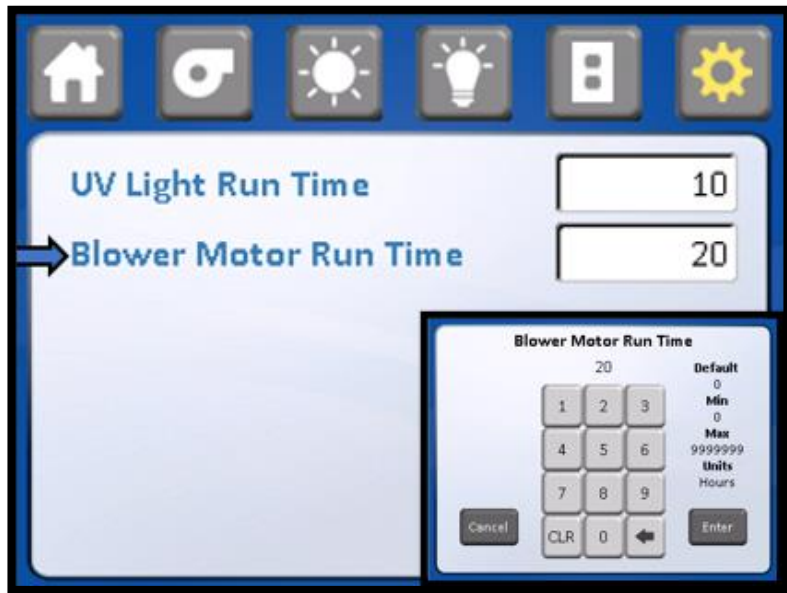 UV Light Run Time 10
Blower Motor Run Time 20
Blower Motor Run Time
20
Default
0
Min
0
Max
9999999
Units
Hours
1 2 3
4 5 6
7 8 9
Cancel CLR 0 Enter